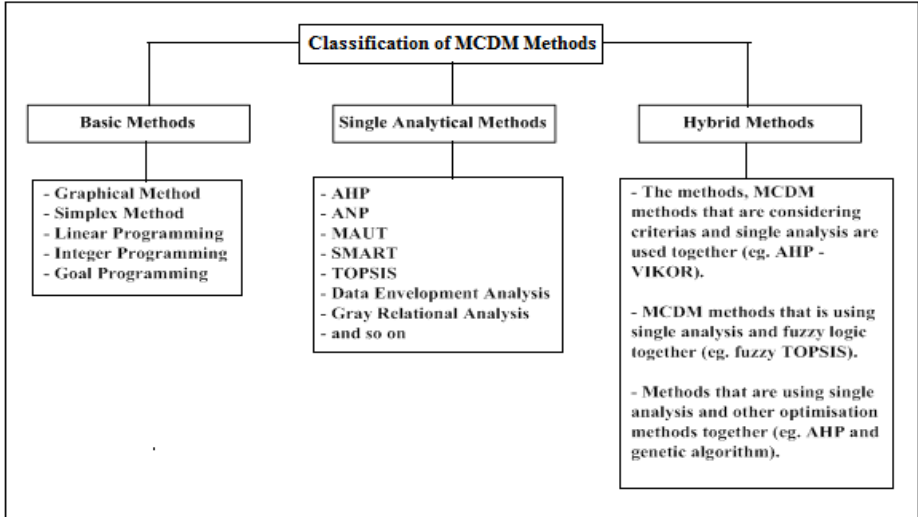 Classification of MCDM Methods
Basic Methods
- Graphical Method
- Simplex Method
- Linear Programming
- Integer Programming
- Goal Programming
Single Analytical Methods
- AHP
- ANP
- MAUT
- SMART
- TOPSIS
- Data Envelopment Analysis
- Gray Relational Analysis
- and so on
Hybrid Methods
- The methods, MCDM
methods that are considering
criterias and single analysis are
used together (eg. AHP -
VIKOR).
- MCDM methods that is using
single analysis and fuzzy logic
together (eg. fuzzy TOPSIS).
- Methods that are using single
analysis and other optimisation
methods together (eg. AHP and
genetic algorithm).